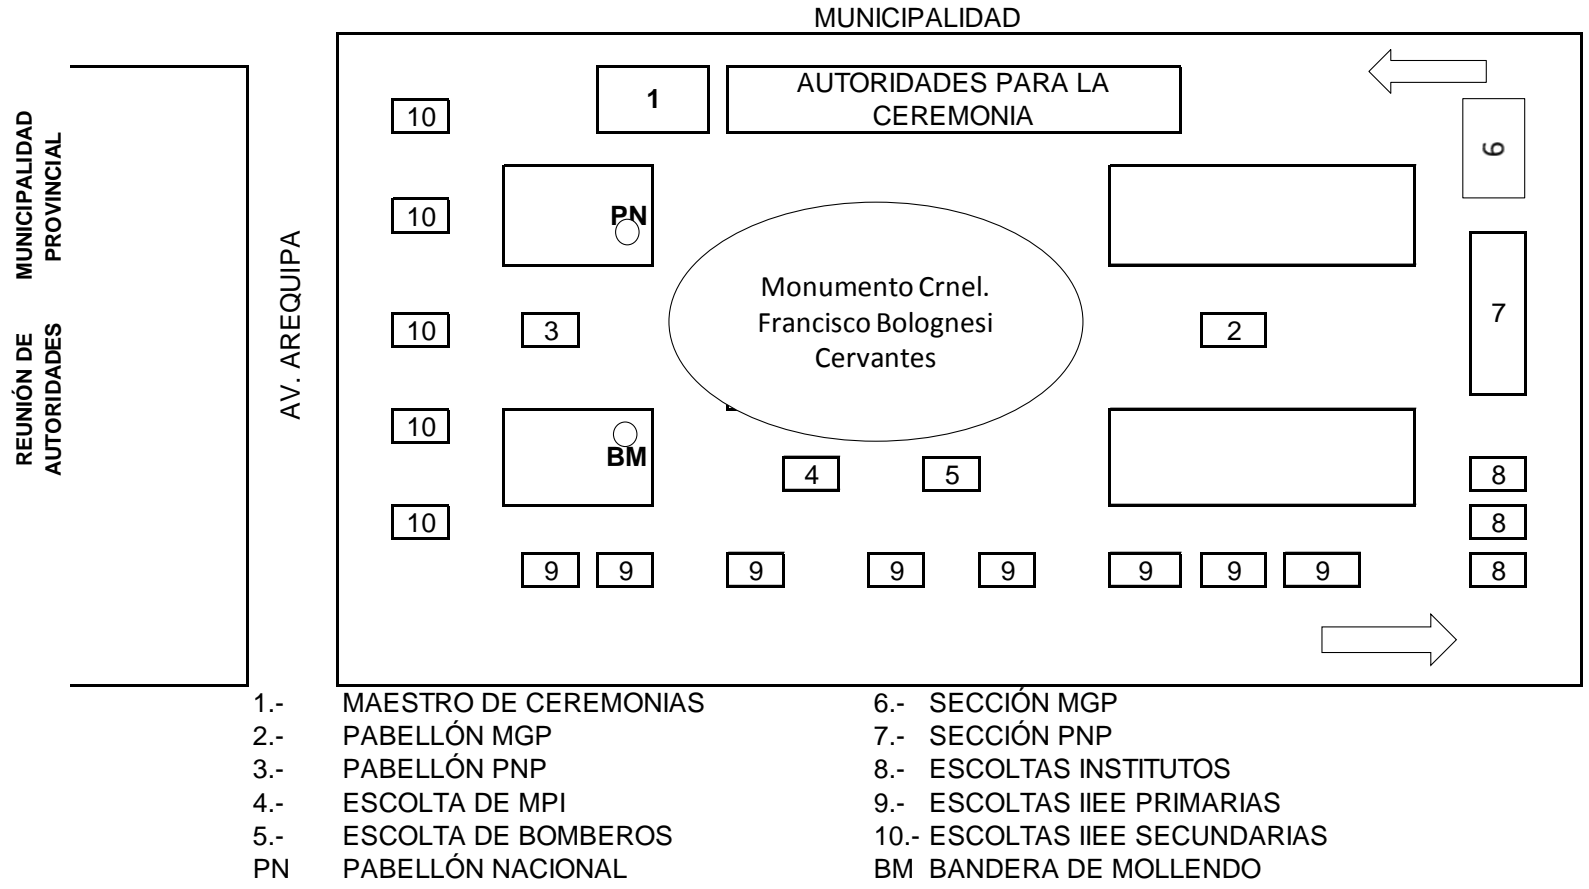 MUNICIPALIDAD
1
AUTORIDADES PARA LA
CEREMONIA
10
6
MUNICIPALIDAD
PROVINCIAL
10
PN
AV. AREQUIPA
Monumento Crnel.
Francisco Bolognesi
Cervantes
10
3
2
7
REUNIÓN DE
AUTORIDADES
10
BM
4
5
8
10
8
9
9
9
9
9
9
9
9
8
1.- MAESTRO DE CEREMONIAS
2.- PABELLÓN MGP
3.- PABELLÓN PNP
4.- ESCOLTA DE MPI
5.- ESCOLTA DE BOMBEROS
PN PABELLÓN NACIONAL
6.- SECCIÓN MGP
7.- SECCIÓN PNP
8.- ESCOLTAS INSTITUTOS
9.- ESCOLTAS IIEE PRIMARIAS
10.- ESCOLTAS IIEE SECUNDARIAS
BM BANDERA DE MOLLENDO